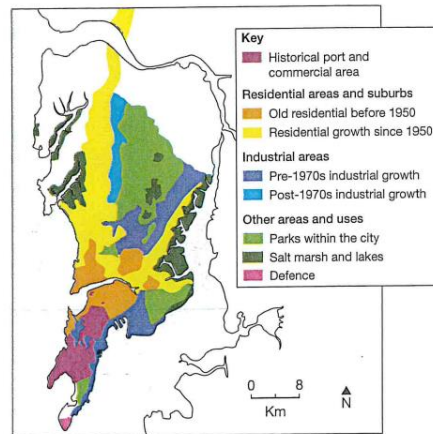 Key
Historical port and
commercial area
Residential areas and suburbs
Old residential before 1950
Residential growth since 1950
Industrial areas
Pre-1970s industrial growth
Post-1970s industrial growth
Other areas and uses
Parks within the city
Salt marsh and lakes
Defence
0 8
Km
N